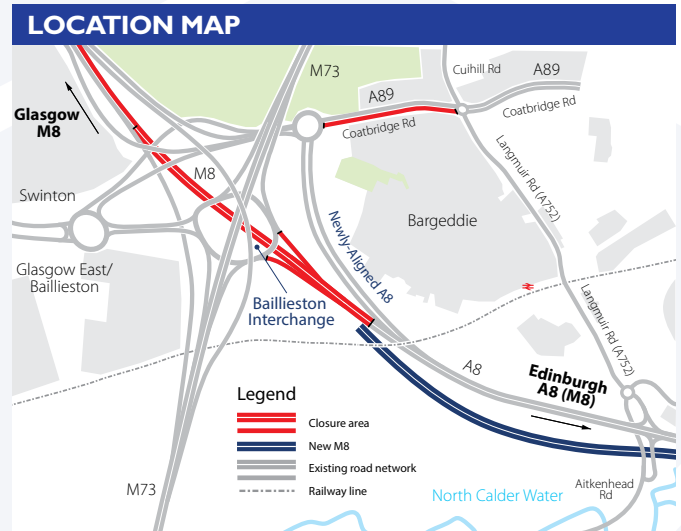 LOCATION MAP
M73
Cuihill Rd
A89
A89
Coatbridge Rd
Coatbridge Rd
Glasgow
M8
M8
Langmuir Rd (A752)
Swinton
Bargeddie
Newly-Aligned A8
Glasgow East/
Baillieston
Baillieston
Interchange
Langmuir Rd (A752)
A8
Edinburgh
A8 (M8)
Legend
Closure area
New M8
Existing road network
Railway line
M73
North Calder Water
Aitkenhead
Rd